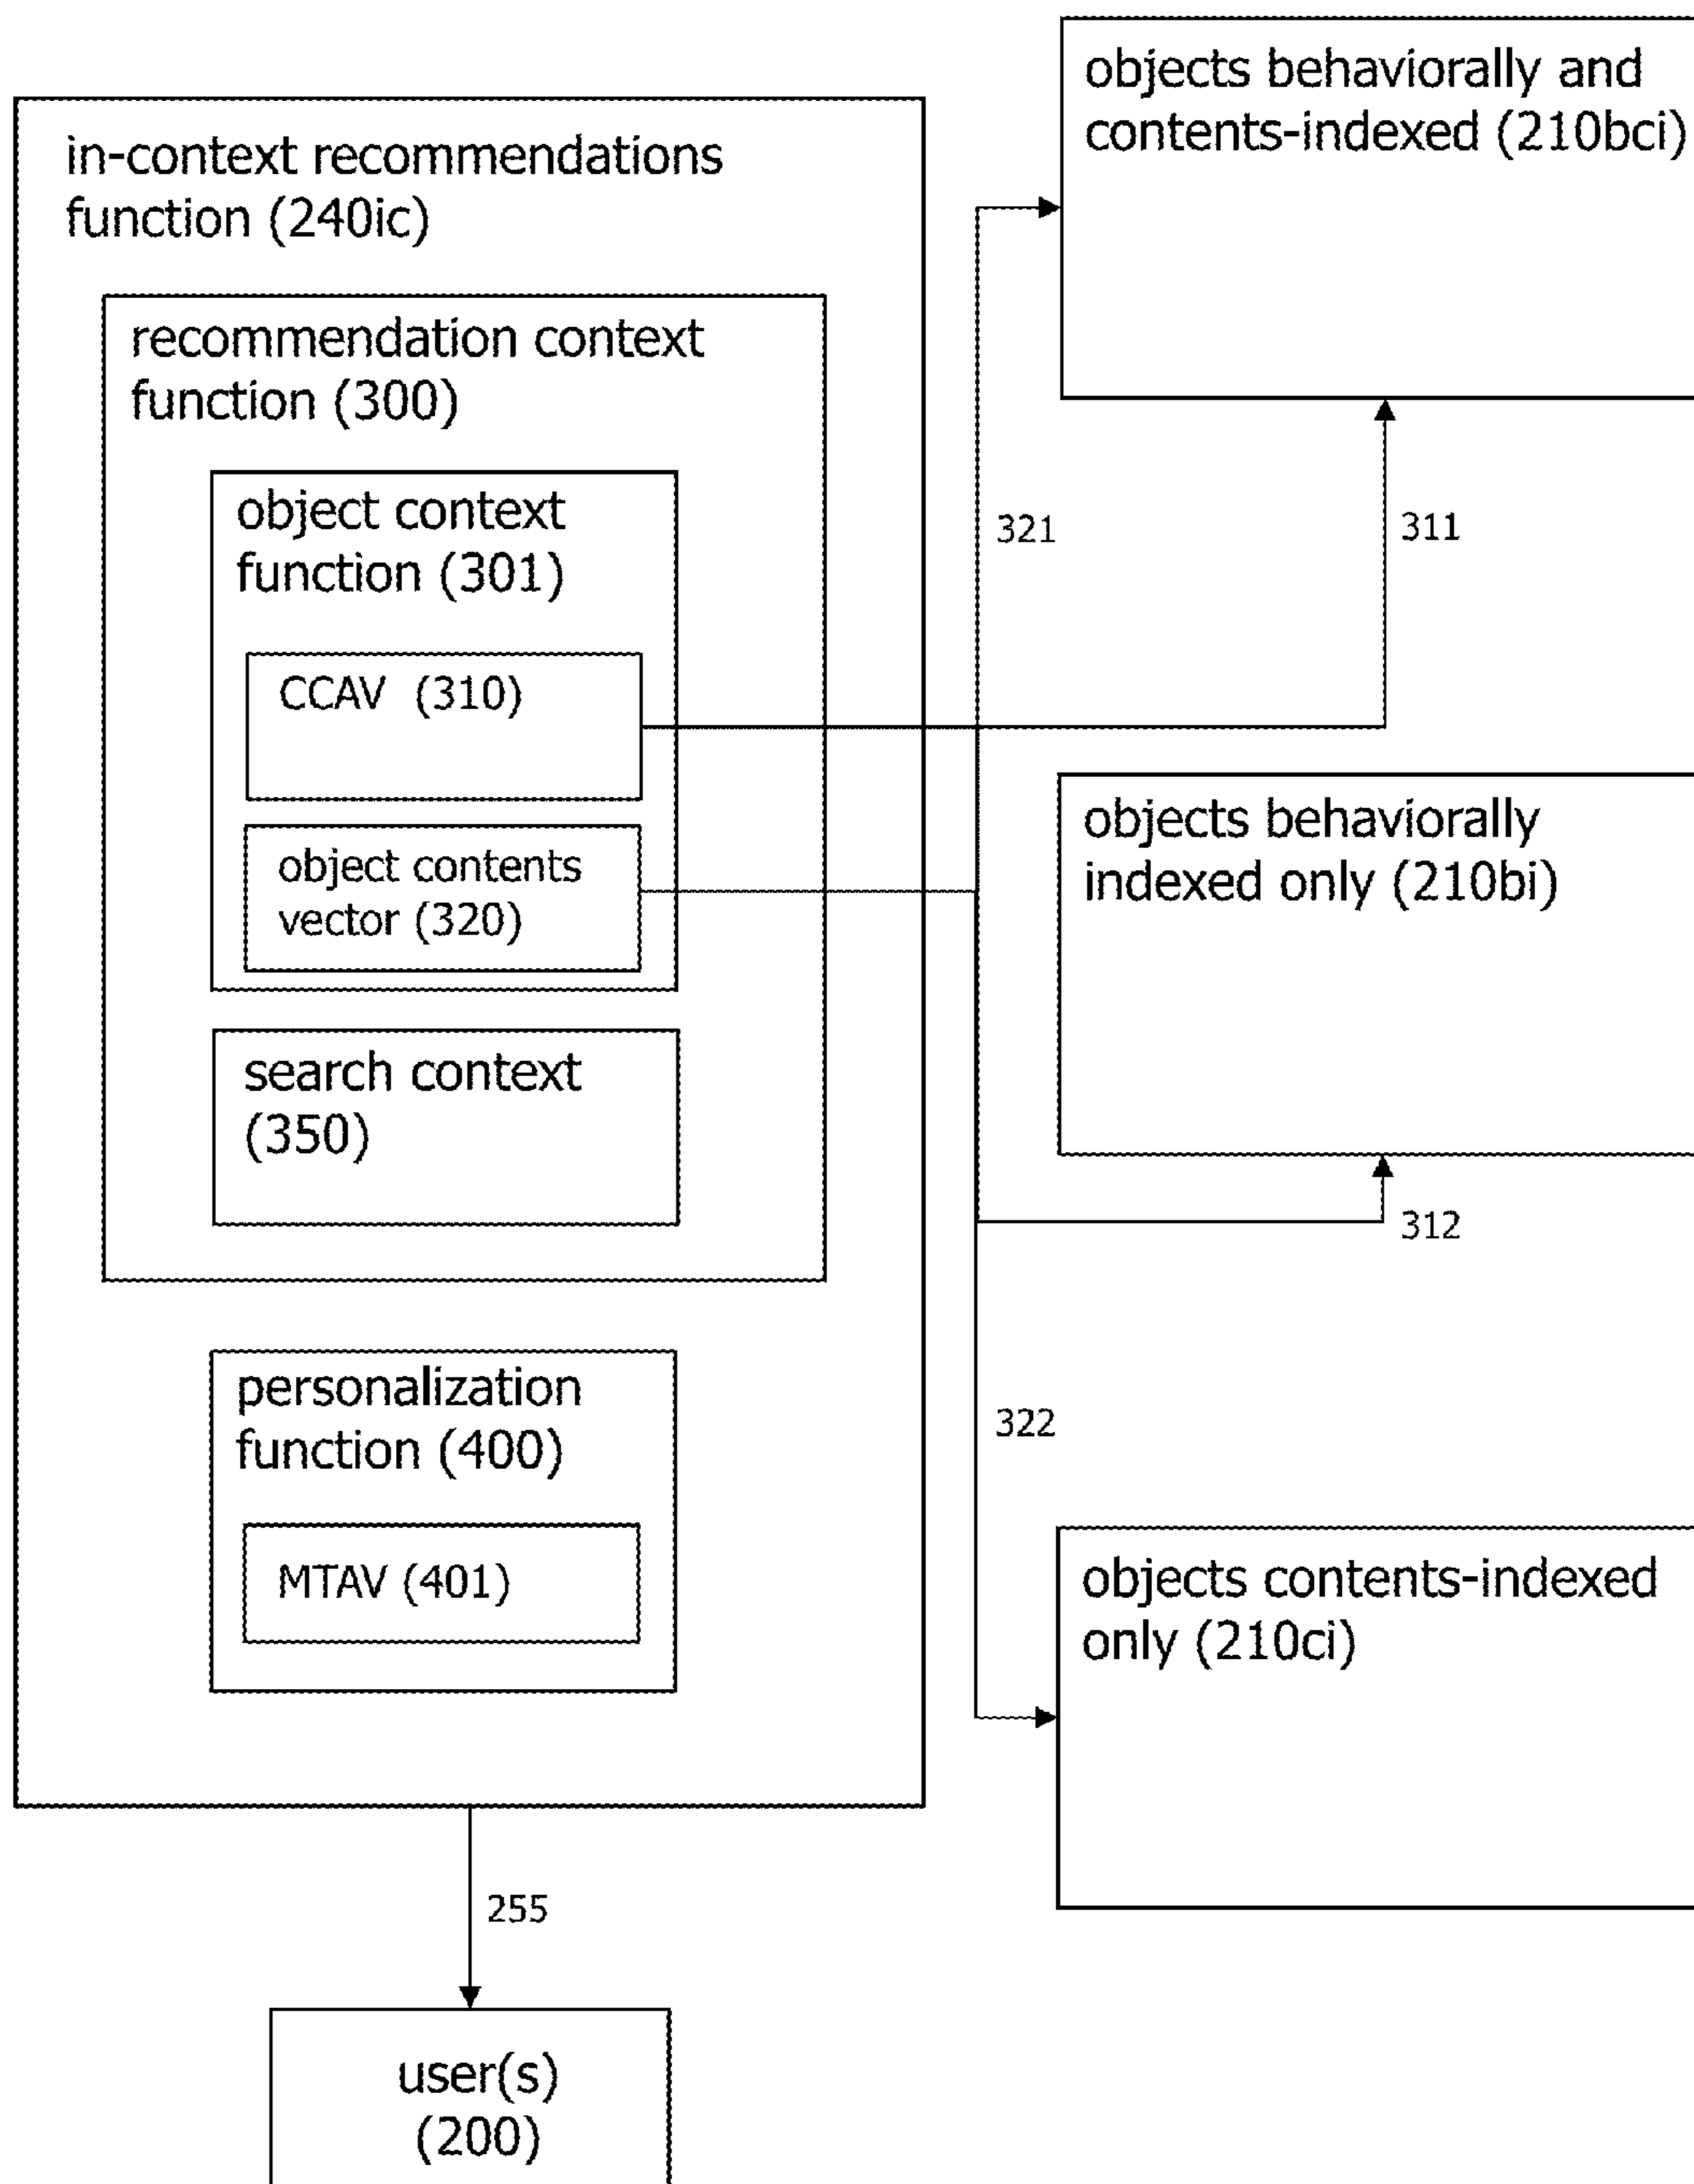 in-context recommendations
function (240ic)
recommendation context
function (300)
object context
function (301)
CCAV (310)
object contents
vector (320)
search context
(350)
personalization
function (400)
MTAV (401)
255
user(s)
(200)
objects behaviorally and
contents-indexed (210bci)
321
311
objects behaviorally
indexed only (210bi)
312
322
objects contents-indexed
only (210ci)